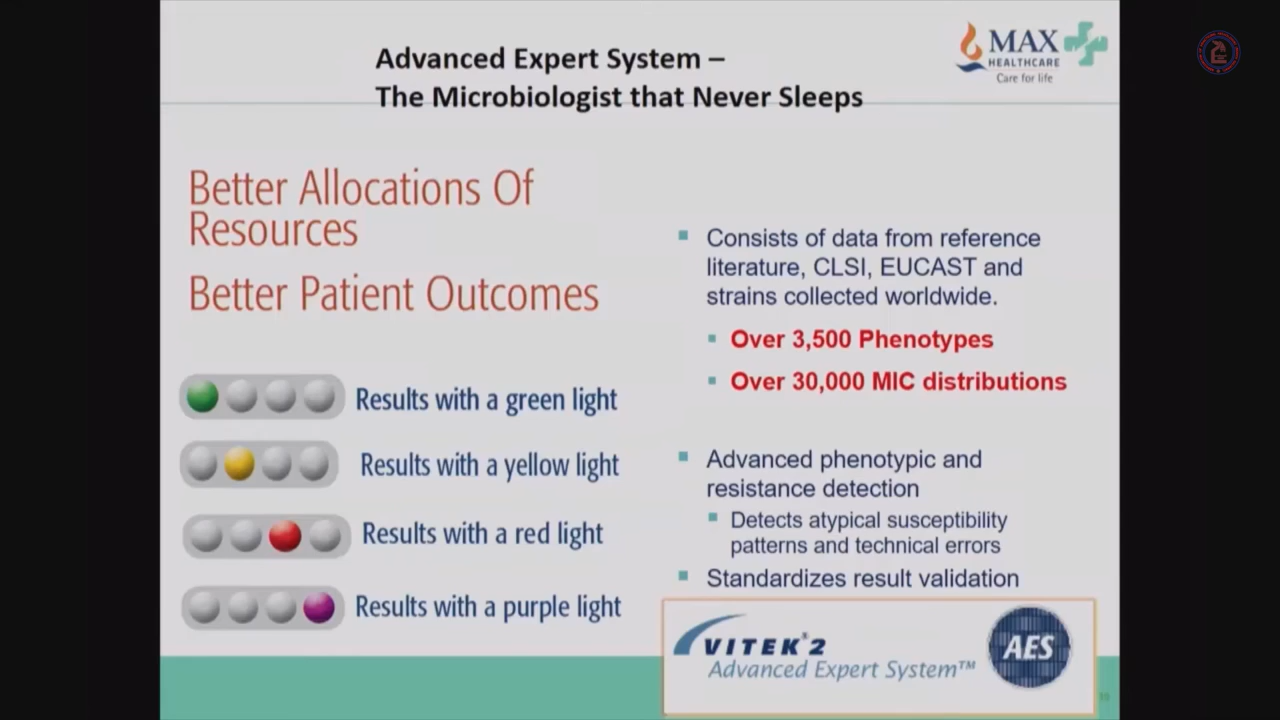 Advanced Expert System –
The Microbiologist that Never Sleeps
MAX
HEALTHCARE
Care for life
Better Allocations Of
Resources
Better Patient Outcomes
Results with a green light
Results with a yellow light
Results with a red light
Results with a purple light
Consists of data from reference
literature, CLSI, EUCAST and
strains collected worldwide.
Over 3,500 Phenotypes
Over 30,000 MIC distributions
Advanced phenotypic and
resistance detection
Detects atypical susceptibility
patterns and technical errors
Standardizes result validation
VITEK® 2
Advanced Expert System™
AES